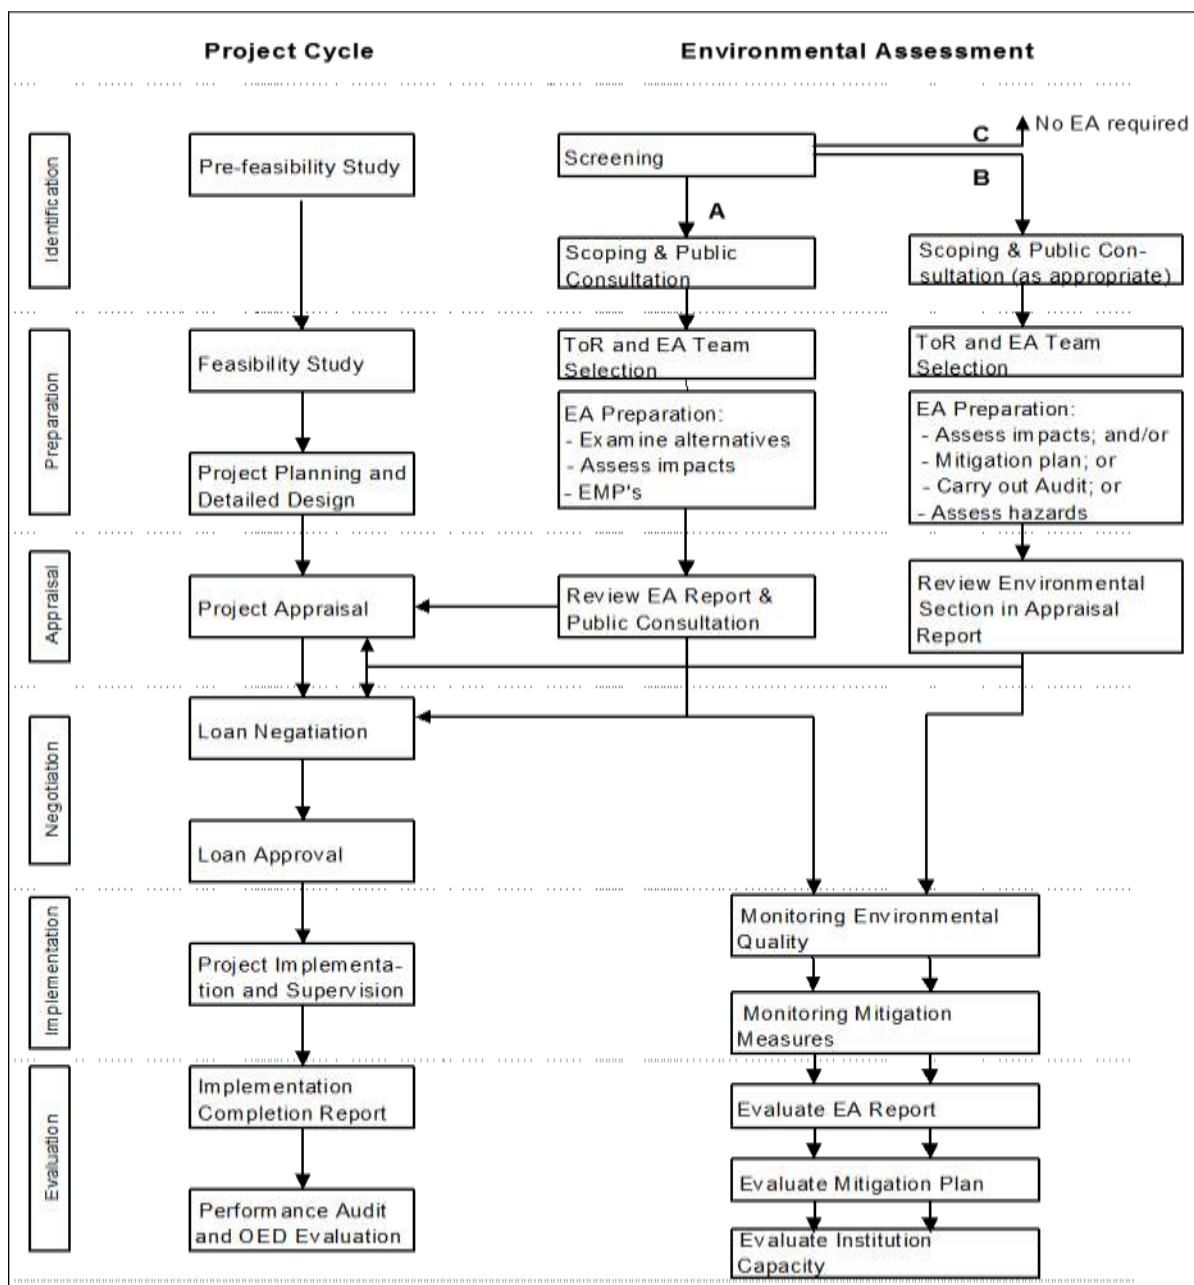 Project Cycle
Environmental Assessment
Identification
Pre-feasibility Study
Screening
C
No EA required
B
A
Scoping & Public
Consultation
Scoping & Public Con-
sultation (as appropriate)
Preparation
Feasibility Study
ToR and EA Team
Selection
ToR and EA Team
Selection
Project Planning and
Detailed Design
EA Preparation:
- Examine alternatives
- Assess impacts
- EMP's
EA Preparation:
- Assess impacts; and/or
- Mitigation plan; or
- Carry out Audit; or
- Assess hazards
Appraisal
Project Appraisal
Review EA Report &
Public Consultation
Review Environmental
Section in Appraisal
Report
Negotiation
Loan Negatiation
Loan Approval
Implementation
Project Implementa-
tion and Supervision
Monitoring Environmental
Quality
Monitoring Mitigation
Measures
Evaluation
Implementation
Completion Report
Performance Audit
and OED Evaluation
Evaluate EA Report
Evaluate Mitigation Plan
Evaluate Institution
Capacity